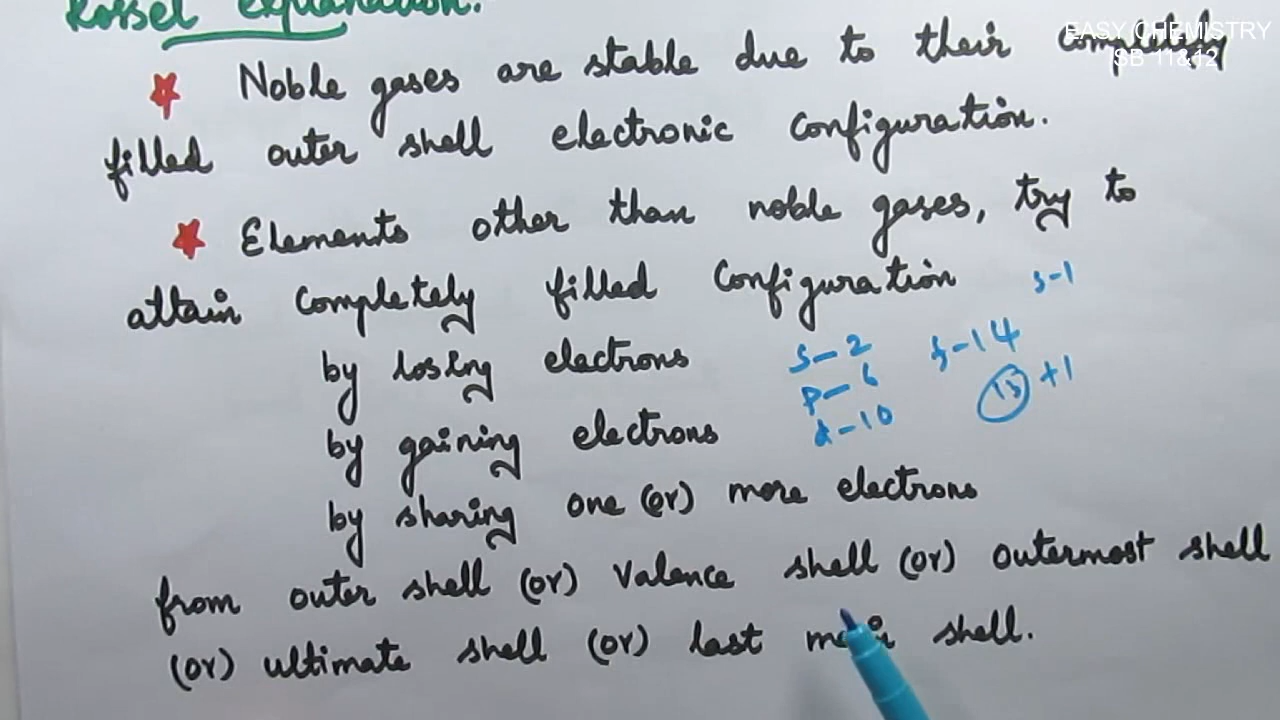 Kossel explanation.
EASY CHEMISTRY
SB 11&12
Noble gases are stable due to their completely
filled outer shell electronic configuration.
Elements other than noble gases, try to
attain completely filled configuration
s-1
by losing electrons
s-2
f-14
p-6
13 +1
d-10
by gaining electrons
by sharing one (or) more electrons
from outer shell (or) valence shell (or) outermost shell
(or) ultimate shell (or) last main shell.